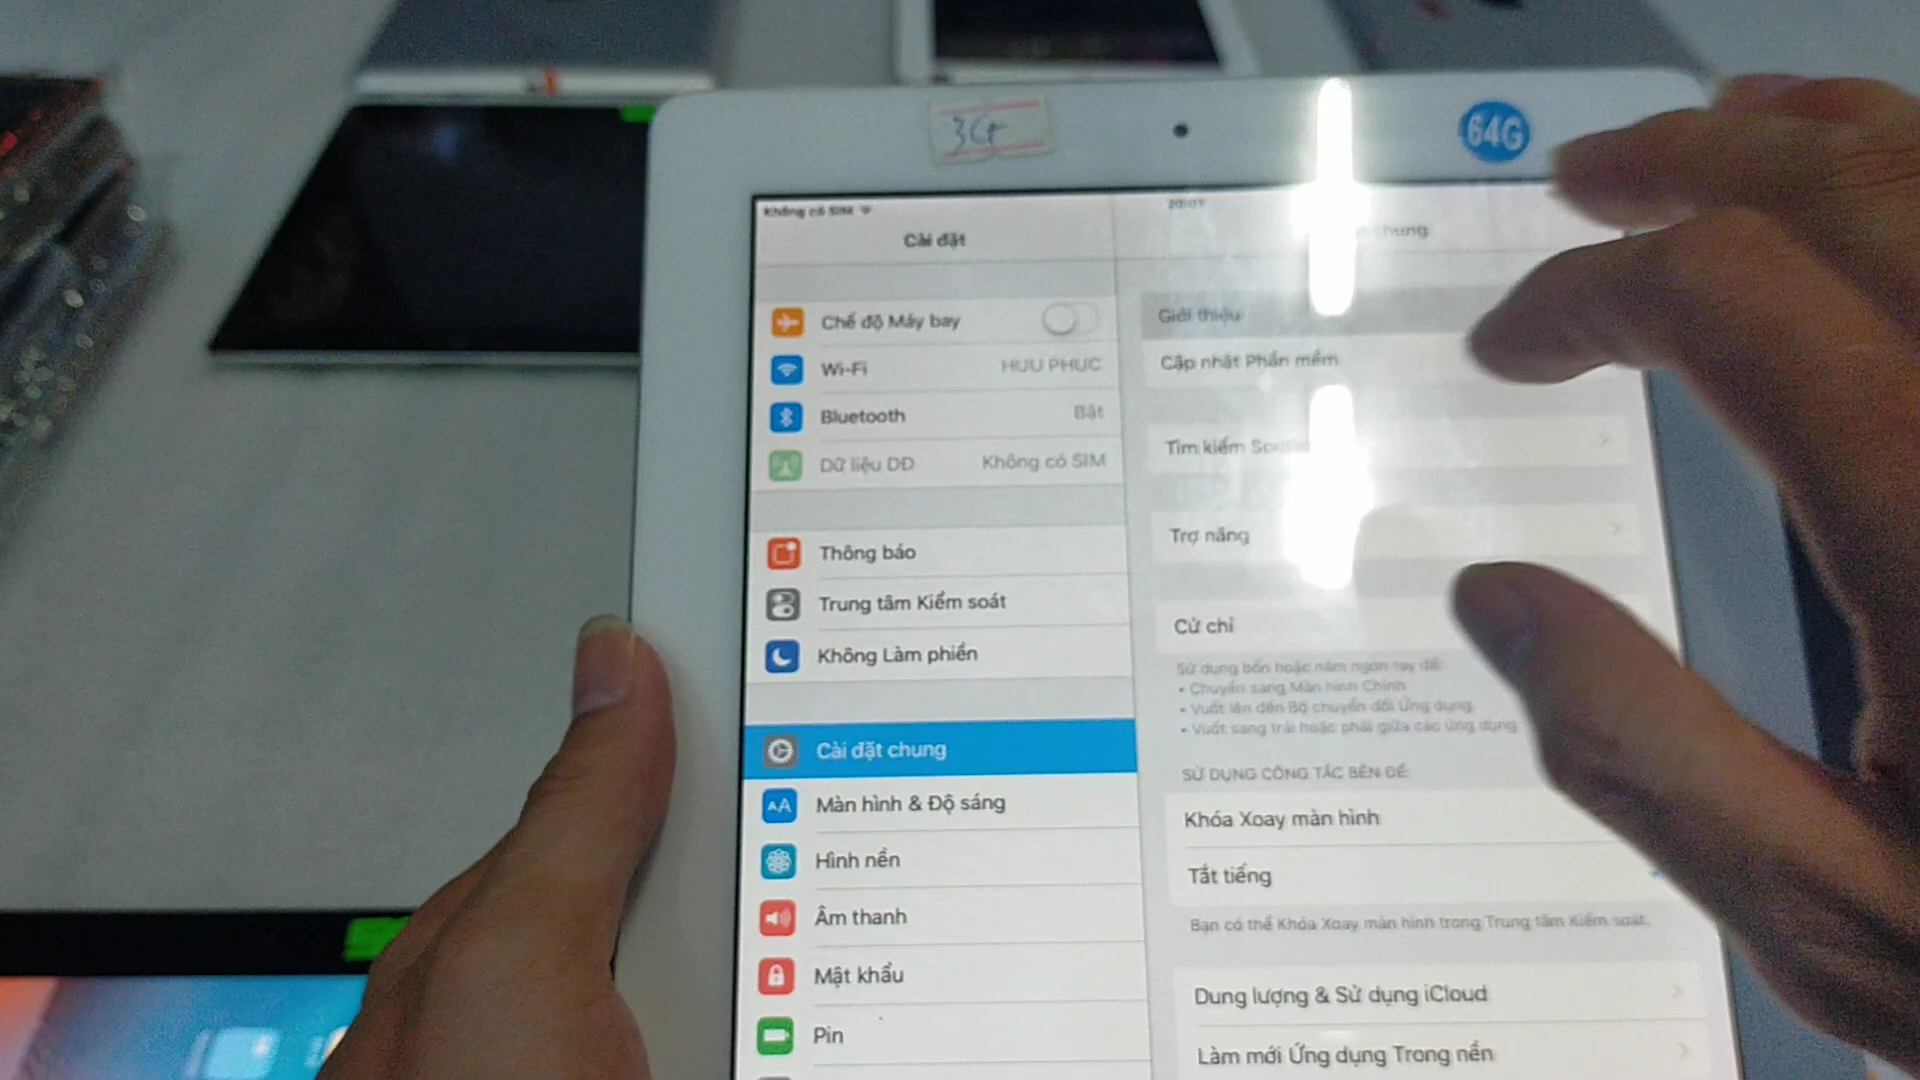 3G
64G
Không có SIM
Cài đặt
Chế độ Máy bay
Wi-Fi HUU PHUC
Bluetooth Bật
Dữ liệu DĐ Không có SIM
Thông báo
Trung tâm Kiểm soát
Không Làm phiền
Cài đặt chung
Màn hình & Độ sáng
Hình nền
Âm thanh
Mật khẩu
Pin
chung
Giới thiệu
Cập nhật Phần mềm
Tìm kiếm
Trợ năng
Cử chỉ
Sử dụng bốn hoặc năm ngón tay để:
• Chuyển sang Màn hình Chính
• Vuốt lên đến Bộ chuyển đổi Ứng dụng
• Vuốt sang trái hoặc phải giữa các ứng dụng
SỬ DỤNG CÔNG TẮC BÊN ĐỂ:
Khóa Xoay màn hình
Tắt tiếng
Bạn có thể Khóa Xoay màn hình trong Trung tâm Kiểm soát.
Dung lượng & Sử dụng iCloud
Làm mới Ứng dụng Trong nền